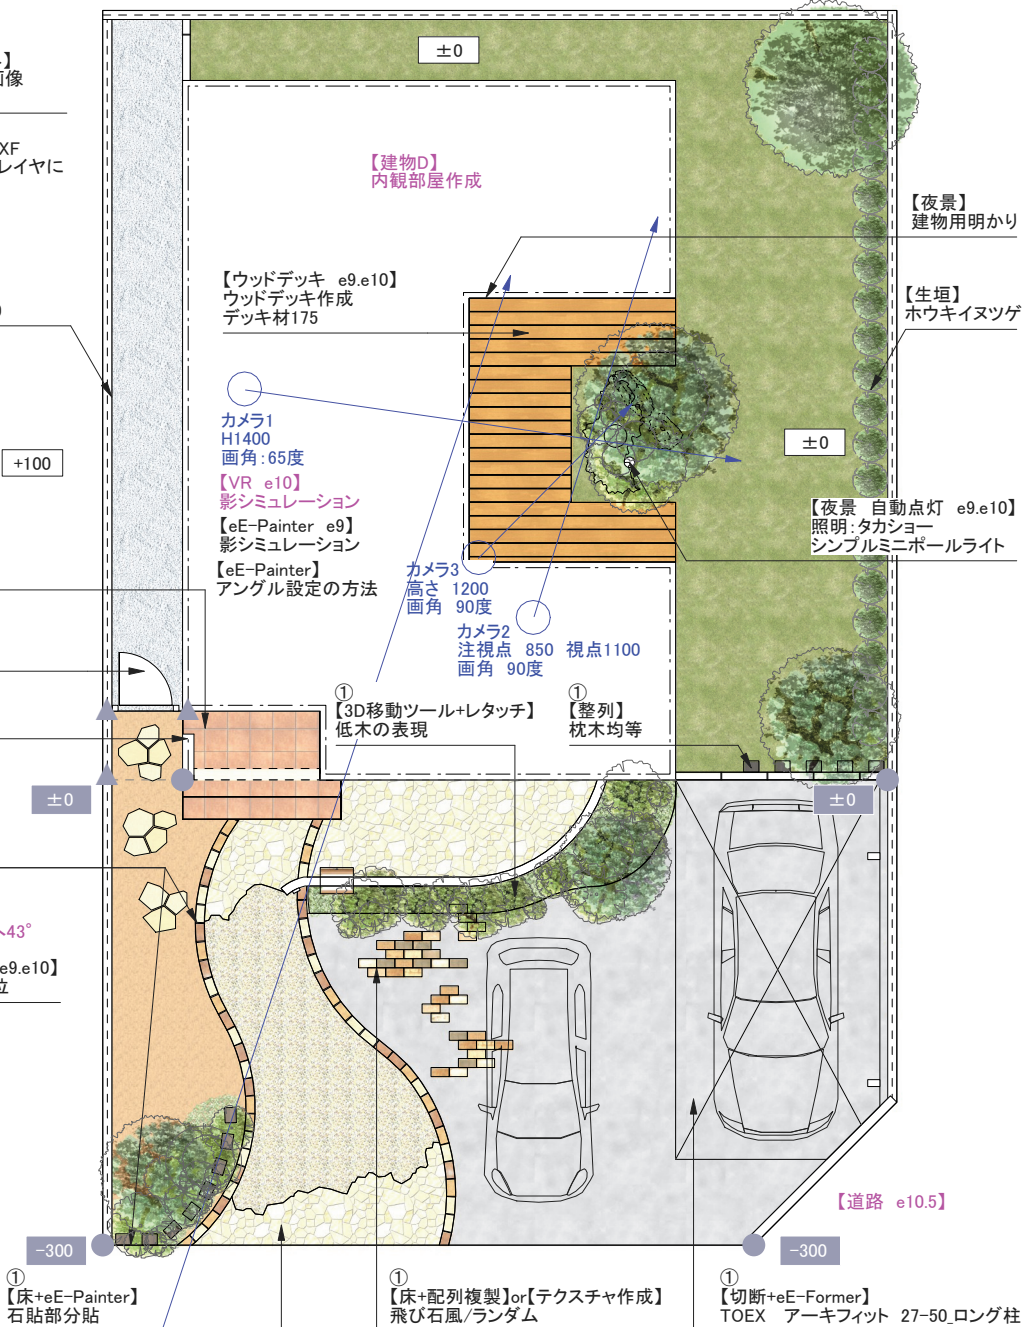 ±0
】
像
XF
レイヤに
【建物D】
内観部屋作成
【夜景】
建物用明かり
【ウッドデッキ e9.e10】
ウッドデッキ作成
デッキ材175
【生垣】
ホウキイヌツゲ
カメラ1
H1400
画角:65度
【VR e10】
影シミュレーション
【eE-Painter e9】
影シミュレーション
【eE-Painter】
アングル設定の方法
+100
±0
【夜景 自動点灯 e9.e10】
照明:タカショー
シンプルミニポールライト
カメラ3
高さ 1200
画角 90度
カメラ2
注視点 850 視点1100
画角 90度
①
【3D移動ツール+レタッチ】
低木の表現
①
【整列】
枕木均等
±0
±0
43°
e9.e10】
位
【道路 e10.5】
-300
-300
①
【床+eE-Painter】
石貼部分貼
①
【床+配列複製】or【テクスチャ作成】
飛び石風/ランダム
①
【切断+eE-Former】
TOEX アーキフィット 27-50_ロング柱